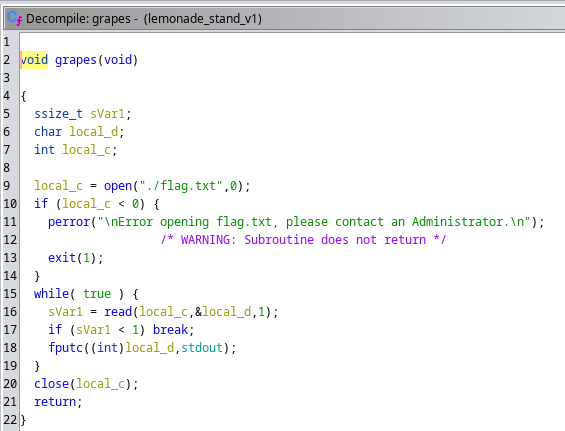 Decompile: grapes - (lemonade_stand_v1)
1
2 void grapes(void)
3
4 {
5 ssize_t sVar1;
6 char local_d;
7 int local_c;
8
9 local_c = open("./flag.txt",0);
10 if (local_c < 0) {
11 perror("\nError opening flag.txt, please contact an Administrator.\n");
12 /* WARNING: Subroutine does not return */
13 exit(1);
14 }
15 while( true ) {
16 sVar1 = read(local_c,&local_d,1);
17 if (sVar1 < 1) break;
18 fputc((int)local_d,stdout);
19 }
20 close(local_c);
21 return;
22 }